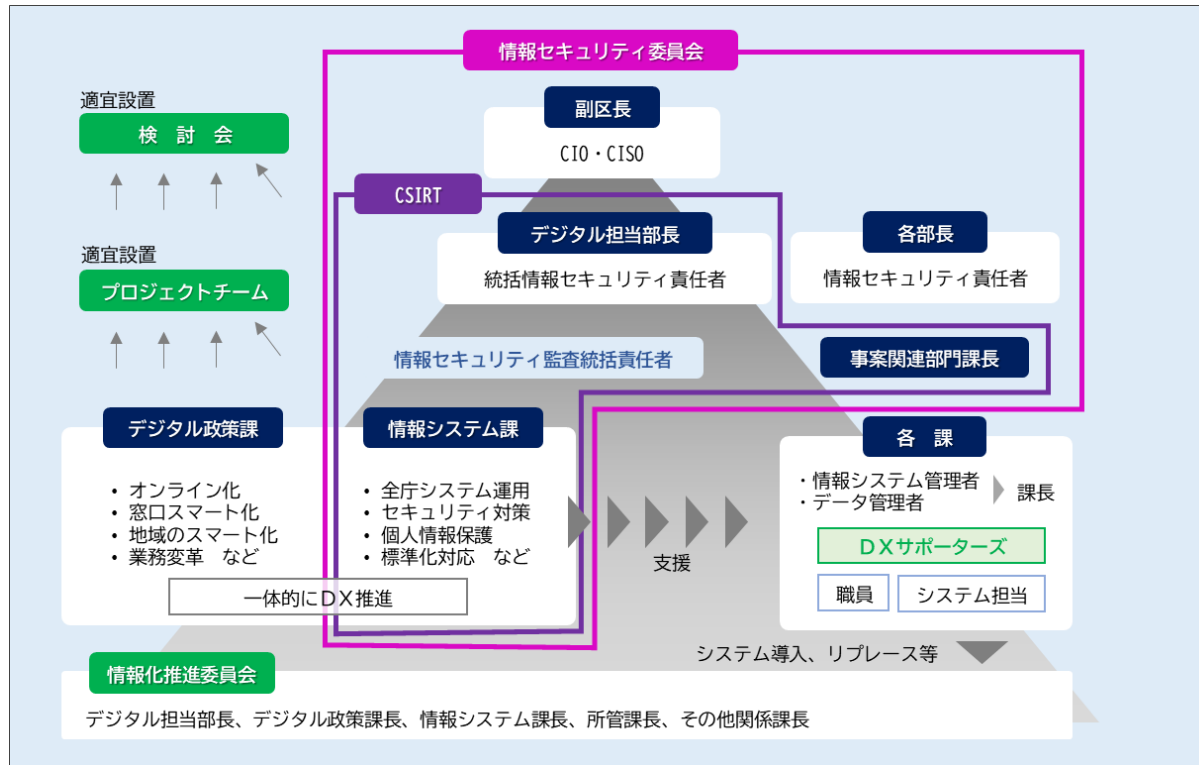 情報セキュリティ委員会
副区長
CIO・CISO
適宜設置
検　討　会
CSIRT
デジタル担当部長
統括情報セキュリティ責任者
各部長
情報セキュリティ責任者
適宜設置
プロジェクトチーム
情報セキュリティ監査統括責任者
事案関連部門課長
デジタル政策課
• オンライン化
• 窓口スマート化
• 地域のスマート化
• 業務変革　など
情報システム課
• 全庁システム運用
• セキュリティ対策
• 個人情報保護
• 標準化対応　など
一体的にＤＸ推進
支援
各　課
・情報システム管理者
・データ管理者
課長
ＤＸサポーターズ
職員
システム担当
システム導入、リプレース等
情報化推進委員会
デジタル担当部長、デジタル政策課長、情報システム課長、所管課長、その他関係課長